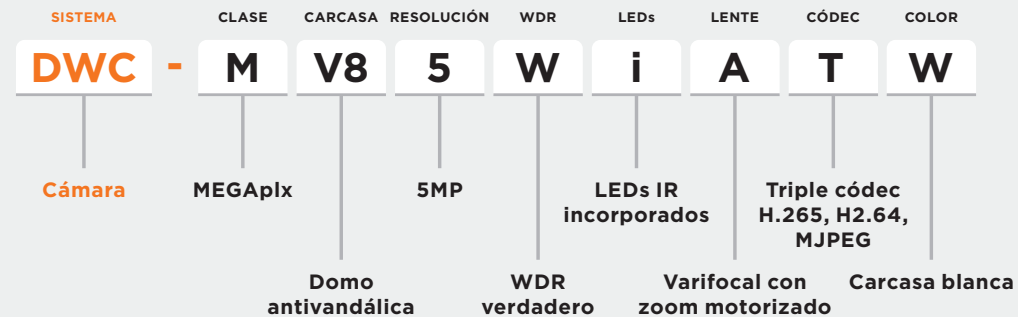 SISTEMA CLASE CARCASA RESOLUCIÓN WDR LEDs LENTE CÓDEC COLOR
DWC - M V8 5 W i A T W
Cámara MEGAplx 5MP LEDs IR Triple códec
incorporados H.265, H2.64,
MJPEG
Domo WDR Varifocal con Carcasa blanca
antivandálica verdadero zoom motorizado